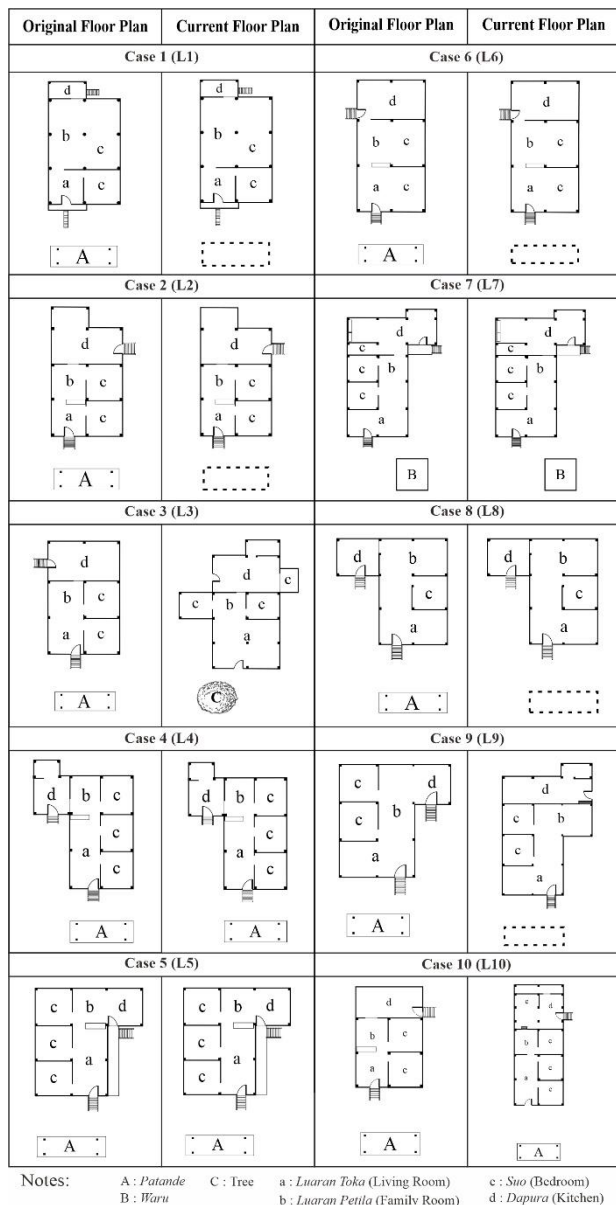 Original Floor Plan Current Floor Plan Original Floor Plan Current Floor Plan
Case 1 (L1) Case 6 (L6)
d
b
c
a c
A
d
b
c
a c
d
b c
a c
A
d
b c
a c
Case 2 (L2) Case 7 (L7)
d
b c
a c
A
d
b c
a c
d
c
c b
c
a
B
d
c
c b
c
a
B
Case 3 (L3) Case 8 (L8)
d
b c
a c
A
d c
c b c
a
C
d b
c
a
A
d b
c
a
Case 4 (L4) Case 9 (L9)
d b c
c
a
c
A
d b c
c
a
c
A
c d
c b
a
A
d
c b
c
a
Case 5 (L5) Case 10 (L10)
c b d
c
a
c
A
c b d
c
a
c
A
d
b c
a c
A
c d
b c
a c
c
A
Notes: A : Patande C : Tree a : Luaran Toka (Living Room) c : Suo (Bedroom)
B : Waru b : Luaran Petila (Family Room) d : Dapura (Kitchen)